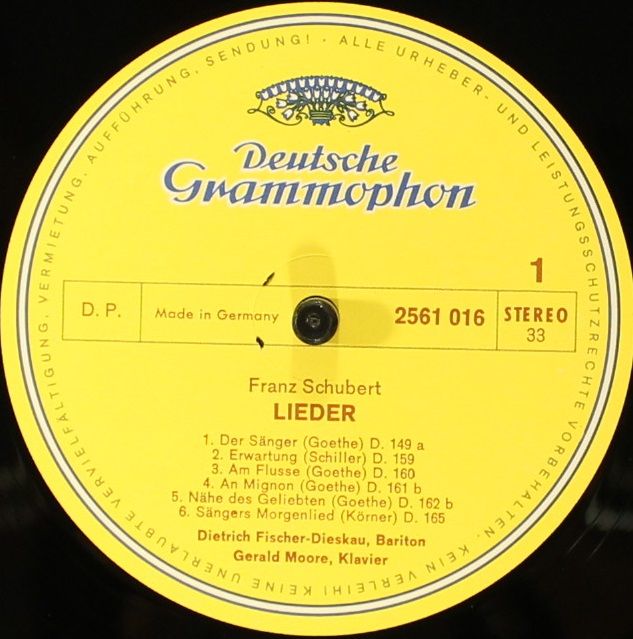 Deutsche
Grammophon
1
D. P.
Made in Germany
2561 016
STEREO
33
Franz Schubert
LIEDER
1. Der Sänger (Goethe) D. 149 a
2. Erwartung (Schiller) D. 159
3. Am Flusse (Goethe) D. 160
4. An Mignon (Goethe) D. 161 b
5. Nähe des Geliebten (Goethe) D. 162 b
6. Sängers Morgenlied (Körner) D. 165
Dietrich Fischer-Dieskau, Bariton
Gerald Moore, Klavier
ALLE URHEBER- UND LEISTUNGSSCHUTZRECHTE VORBEHALTEN · KEIN VERLEIH! KEINE UNERLAUBTE VERVIELFÄLTIGUNG, VERMIETUNG, AUFFÜHRUNG, SENDUNG! ·